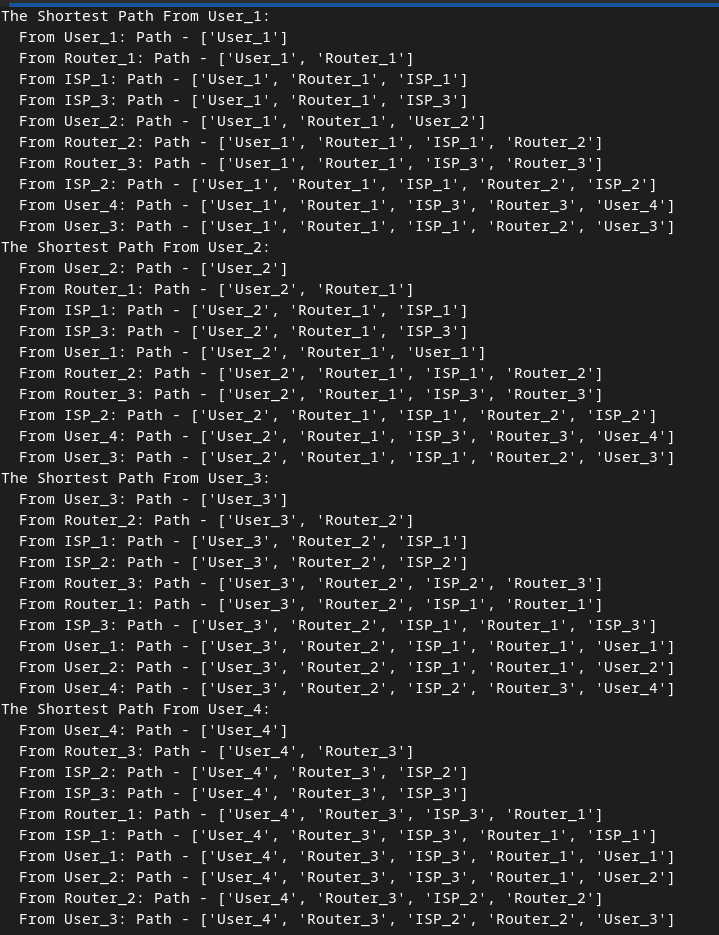 The Shortest Path From User_1:
  From User_1: Path - ['User_1']
  From Router_1: Path - ['User_1', 'Router_1']
  From ISP_1: Path - ['User_1', 'Router_1', 'ISP_1']
  From ISP_3: Path - ['User_1', 'Router_1', 'ISP_3']
  From User_2: Path - ['User_1', 'Router_1', 'User_2']
  From Router_2: Path - ['User_1', 'Router_1', 'ISP_1', 'Router_2']
  From Router_3: Path - ['User_1', 'Router_1', 'ISP_3', 'Router_3']
  From ISP_2: Path - ['User_1', 'Router_1', 'ISP_1', 'Router_2', 'ISP_2']
  From User_4: Path - ['User_1', 'Router_1', 'ISP_3', 'Router_3', 'User_4']
  From User_3: Path - ['User_1', 'Router_1', 'ISP_1', 'Router_2', 'User_3']
The Shortest Path From User_2:
  From User_2: Path - ['User_2']
  From Router_1: Path - ['User_2', 'Router_1']
  From ISP_1: Path - ['User_2', 'Router_1', 'ISP_1']
  From ISP_3: Path - ['User_2', 'Router_1', 'ISP_3']
  From User_1: Path - ['User_2', 'Router_1', 'User_1']
  From Router_2: Path - ['User_2', 'Router_1', 'ISP_1', 'Router_2']
  From Router_3: Path - ['User_2', 'Router_1', 'ISP_3', 'Router_3']
  From ISP_2: Path - ['User_2', 'Router_1', 'ISP_1', 'Router_2', 'ISP_2']
  From User_4: Path - ['User_2', 'Router_1', 'ISP_3', 'Router_3', 'User_4']
  From User_3: Path - ['User_2', 'Router_1', 'ISP_1', 'Router_2', 'User_3']
The Shortest Path From User_3:
  From User_3: Path - ['User_3']
  From Router_2: Path - ['User_3', 'Router_2']
  From ISP_1: Path - ['User_3', 'Router_2', 'ISP_1']
  From ISP_2: Path - ['User_3', 'Router_2', 'ISP_2']
  From Router_3: Path - ['User_3', 'Router_2', 'ISP_2', 'Router_3']
  From Router_1: Path - ['User_3', 'Router_2', 'ISP_1', 'Router_1']
  From ISP_3: Path - ['User_3', 'Router_2', 'ISP_1', 'Router_1', 'ISP_3']
  From User_1: Path - ['User_3', 'Router_2', 'ISP_1', 'Router_1', 'User_1']
  From User_2: Path - ['User_3', 'Router_2', 'ISP_1', 'Router_1', 'User_2']
  From User_4: Path - ['User_3', 'Router_2', 'ISP_2', 'Router_3', 'User_4']
The Shortest Path From User_4:
  From User_4: Path - ['User_4']
  From Router_3: Path - ['User_4', 'Router_3']
  From ISP_2: Path - ['User_4', 'Router_3', 'ISP_2']
  From ISP_3: Path - ['User_4', 'Router_3', 'ISP_3']
  From Router_1: Path - ['User_4', 'Router_3', 'ISP_3', 'Router_1']
  From ISP_1: Path - ['User_4', 'Router_3', 'ISP_3', 'Router_1', 'ISP_1']
  From User_1: Path - ['User_4', 'Router_3', 'ISP_3', 'Router_1', 'User_1']
  From User_2: Path - ['User_4', 'Router_3', 'ISP_3', 'Router_1', 'User_2']
  From Router_2: Path - ['User_4', 'Router_3', 'ISP_2', 'Router_2']
  From User_3: Path - ['User_4', 'Router_3', 'ISP_2', 'Router_2', 'User_3']